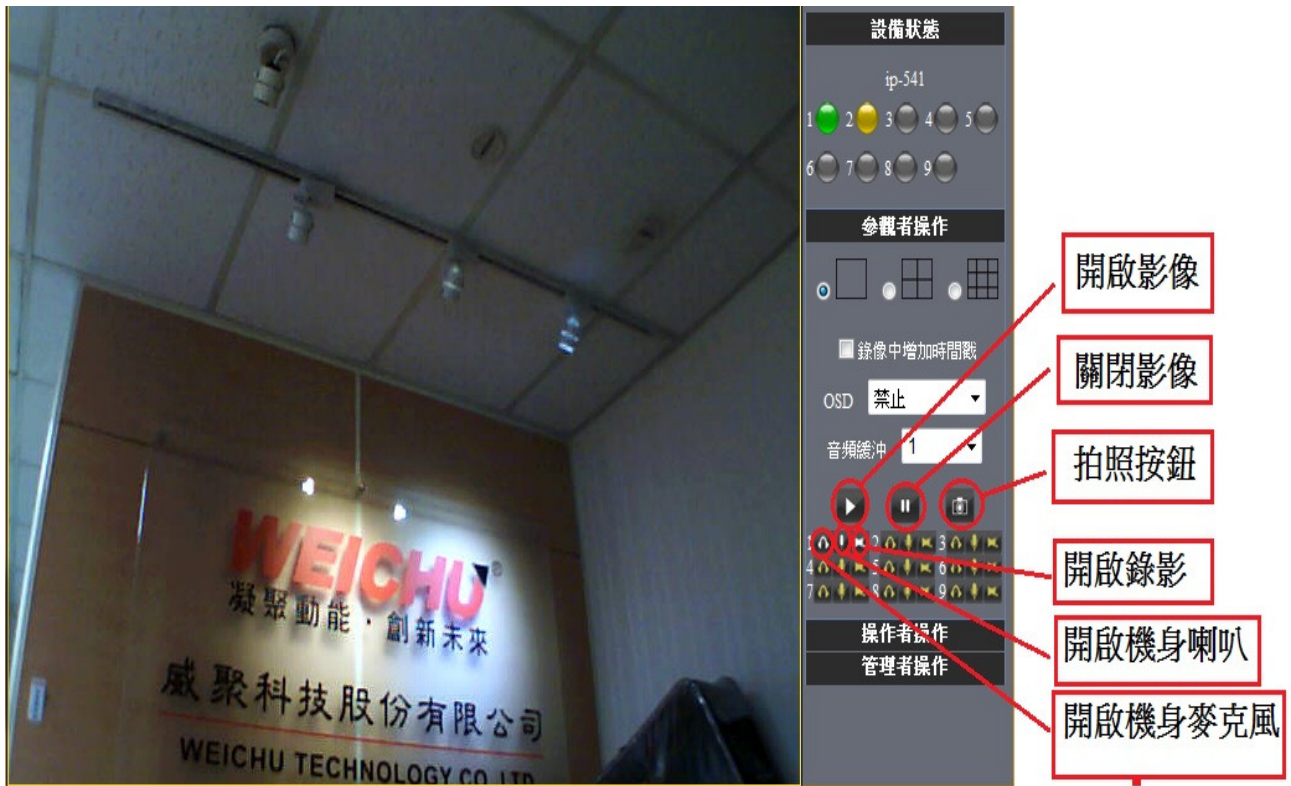 WEICHU®
凝聚動能・創新未來
威聚科技股份有限公司
WEICHU TECHNOLOGY CO.,LTD
設備狀態
ip-541
1 2 3 4 5
6 7 8 9
參觀者操作
錄像中增加時間戳
OSD 禁止
音頻緩沖 1
1 2 3
4 5 6
7 8 9
操作者操作
管理者操作
開啟影像
關閉影像
拍照按鈕
開啟錄影
開啟機身喇叭
開啟機身麥克風